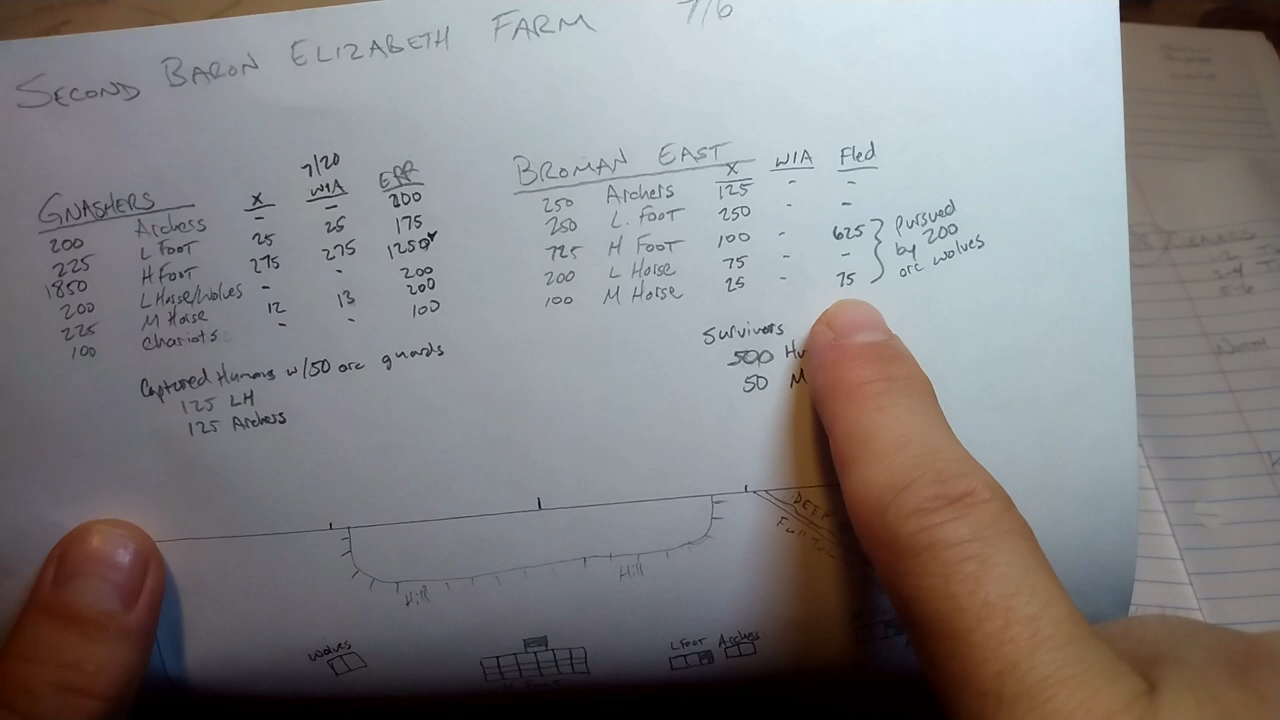 SECOND BARON ELIZABETH FARM 7/6
7/20
GNASHERS X WIA EFF
200 Archers - - 200
225 L FOOT 25 25 175
1850 H FOOT 275 275 1250
200 L Horse/Wolves - - 200
225 M Horse 12 13 200
100 Chariots - - 100
Captured Humans w/50 orc guards
125 LH
125 Archers
BROMAN EAST X WIA Fled
250 Archers 125 - -
250 L. FOOT 250 - -
725 H FOOT 100 - 625
200 L Horse 75 - -
100 M Horse 25 - 75
pursued
by 200
orc wolves
Survivors
500
50 M
DEEP
Hill Hill
wolves
L FOOT Archers